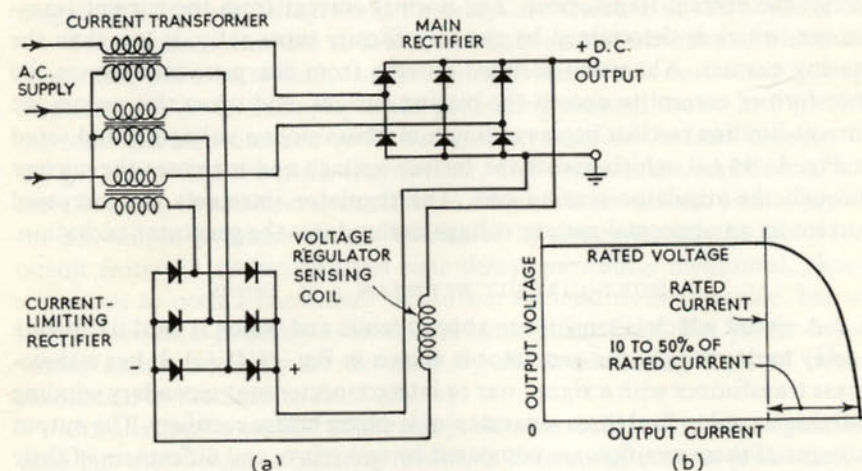 CURRENT TRANSFORMER
MAIN
RECTIFIER
+ D.C.
OUTPUT
A.C.
SUPPLY
VOLTAGE
REGULATOR
SENSING
COIL
CURRENT-
LIMITING
RECTIFIER
-
+
(a)
OUTPUT VOLTAGE
RATED VOLTAGE
RATED
CURRENT
10 TO 50% OF
RATED CURRENT
0
OUTPUT CURRENT
(b)